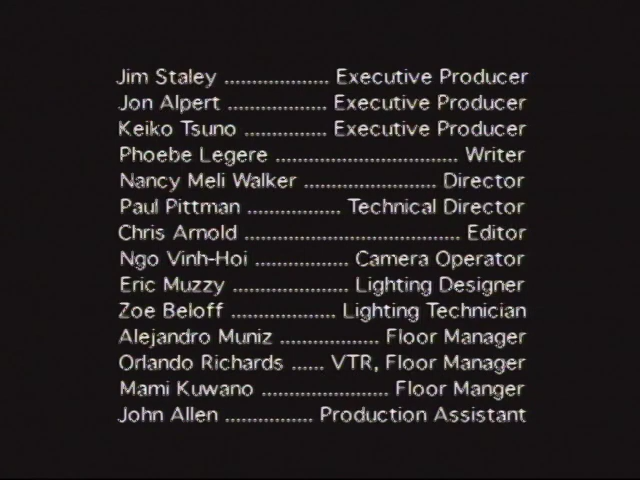 Jim Staley ................... Executive Producer
Jon Alpert .................. Executive Producer
Keiko Tsuno ............... Executive Producer
Phoebe Legere ................................. Writer
Nancy Meli Walker ........................ Director
Paul Pittman ................. Technical Director
Chris Arnold ....................................... Editor
Ngo Vinh-Hoi ................. Camera Operator
Eric Muzzy ..................... Lighting Designer
Zoe Beloff ................... Lighting Technician
Alejandro Muniz .................. Floor Manager
Orlando Richards ...... VTR, Floor Manager
Mami Kuwano ....................... Floor Manger
John Allen ................ Production Assistant